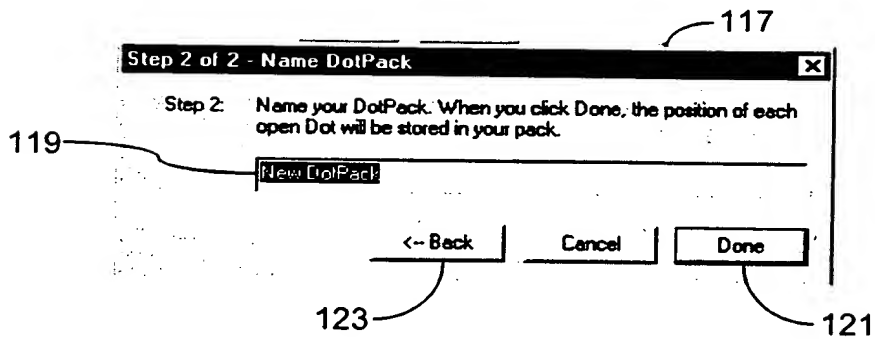 117
Step 2 of 2 - Name DotPack
Step 2: Name your DotPack. When you click Done, the position of each
open Dot will be stored in your pack.
119
New DotPack
<-- Back Cancel Done
123
121